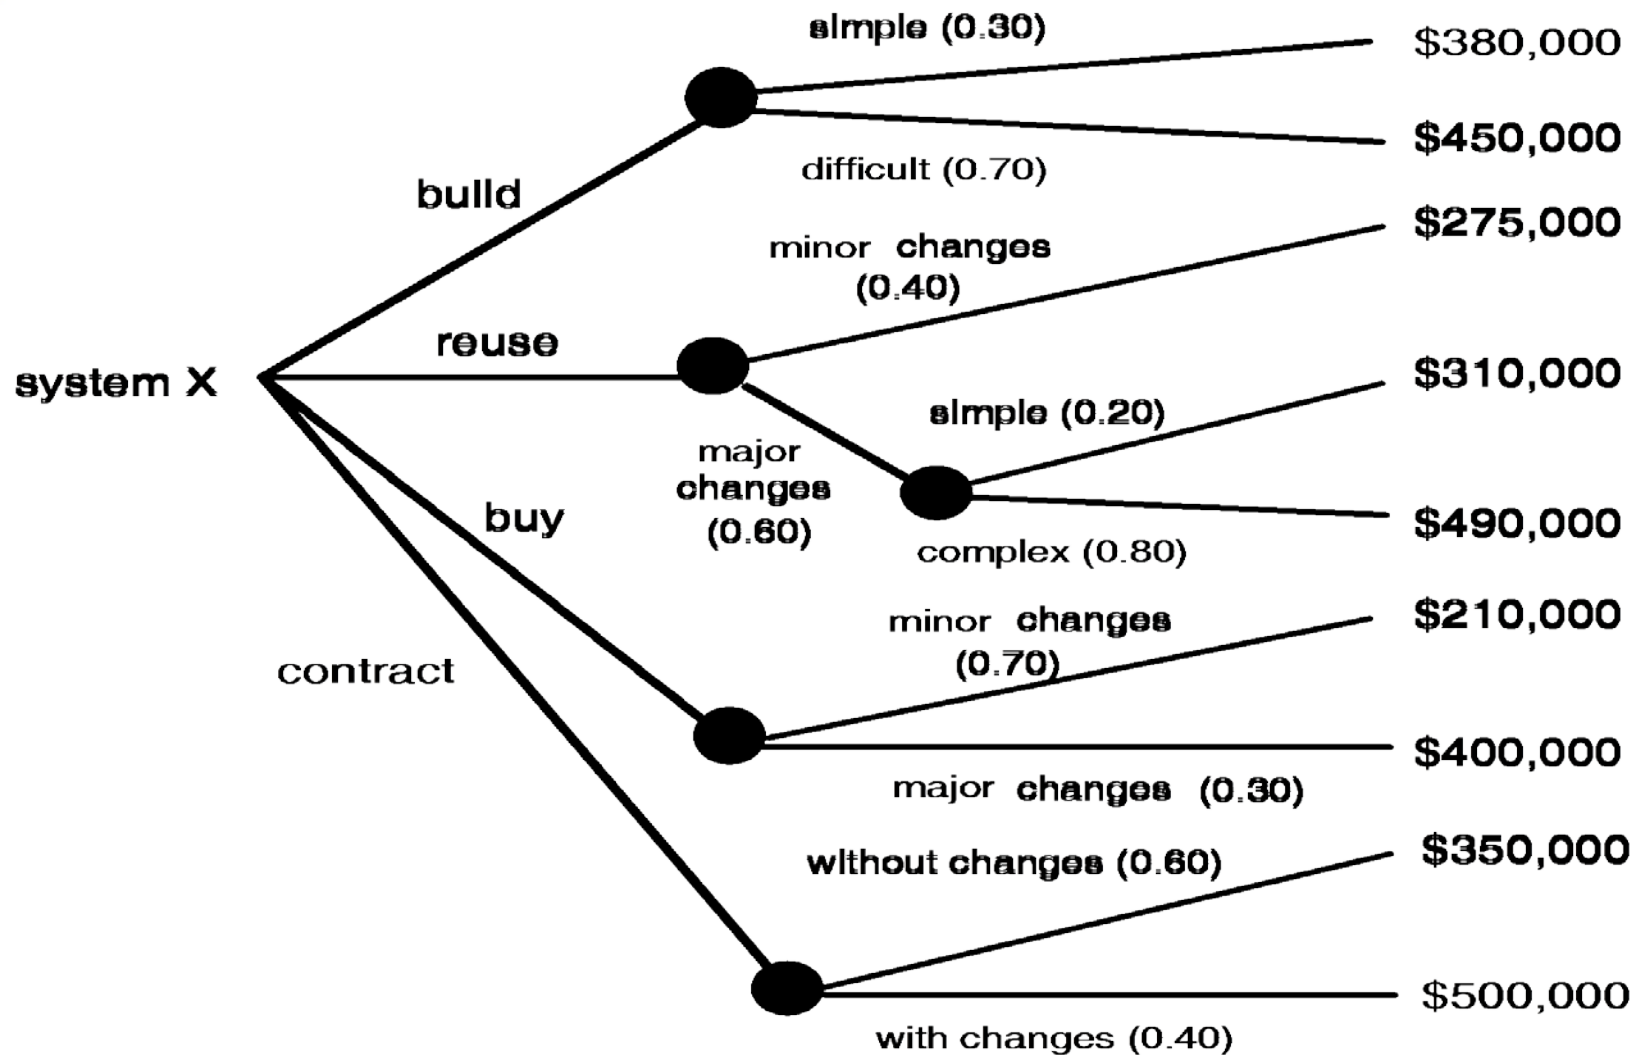 simple (0.30)
$380,000
$450,000
difficult (0.70)
build
$275,000
minor changes
(0.40)
reuse
system X
$310,000
simple (0.20)
major
changes
(0.60)
$490,000
complex (0.80)
buy
minor changes
(0.70)
$210,000
contract
$400,000
major changes (0.30)
without changes (0.60)
$350,000
$500,000
with changes (0.40)